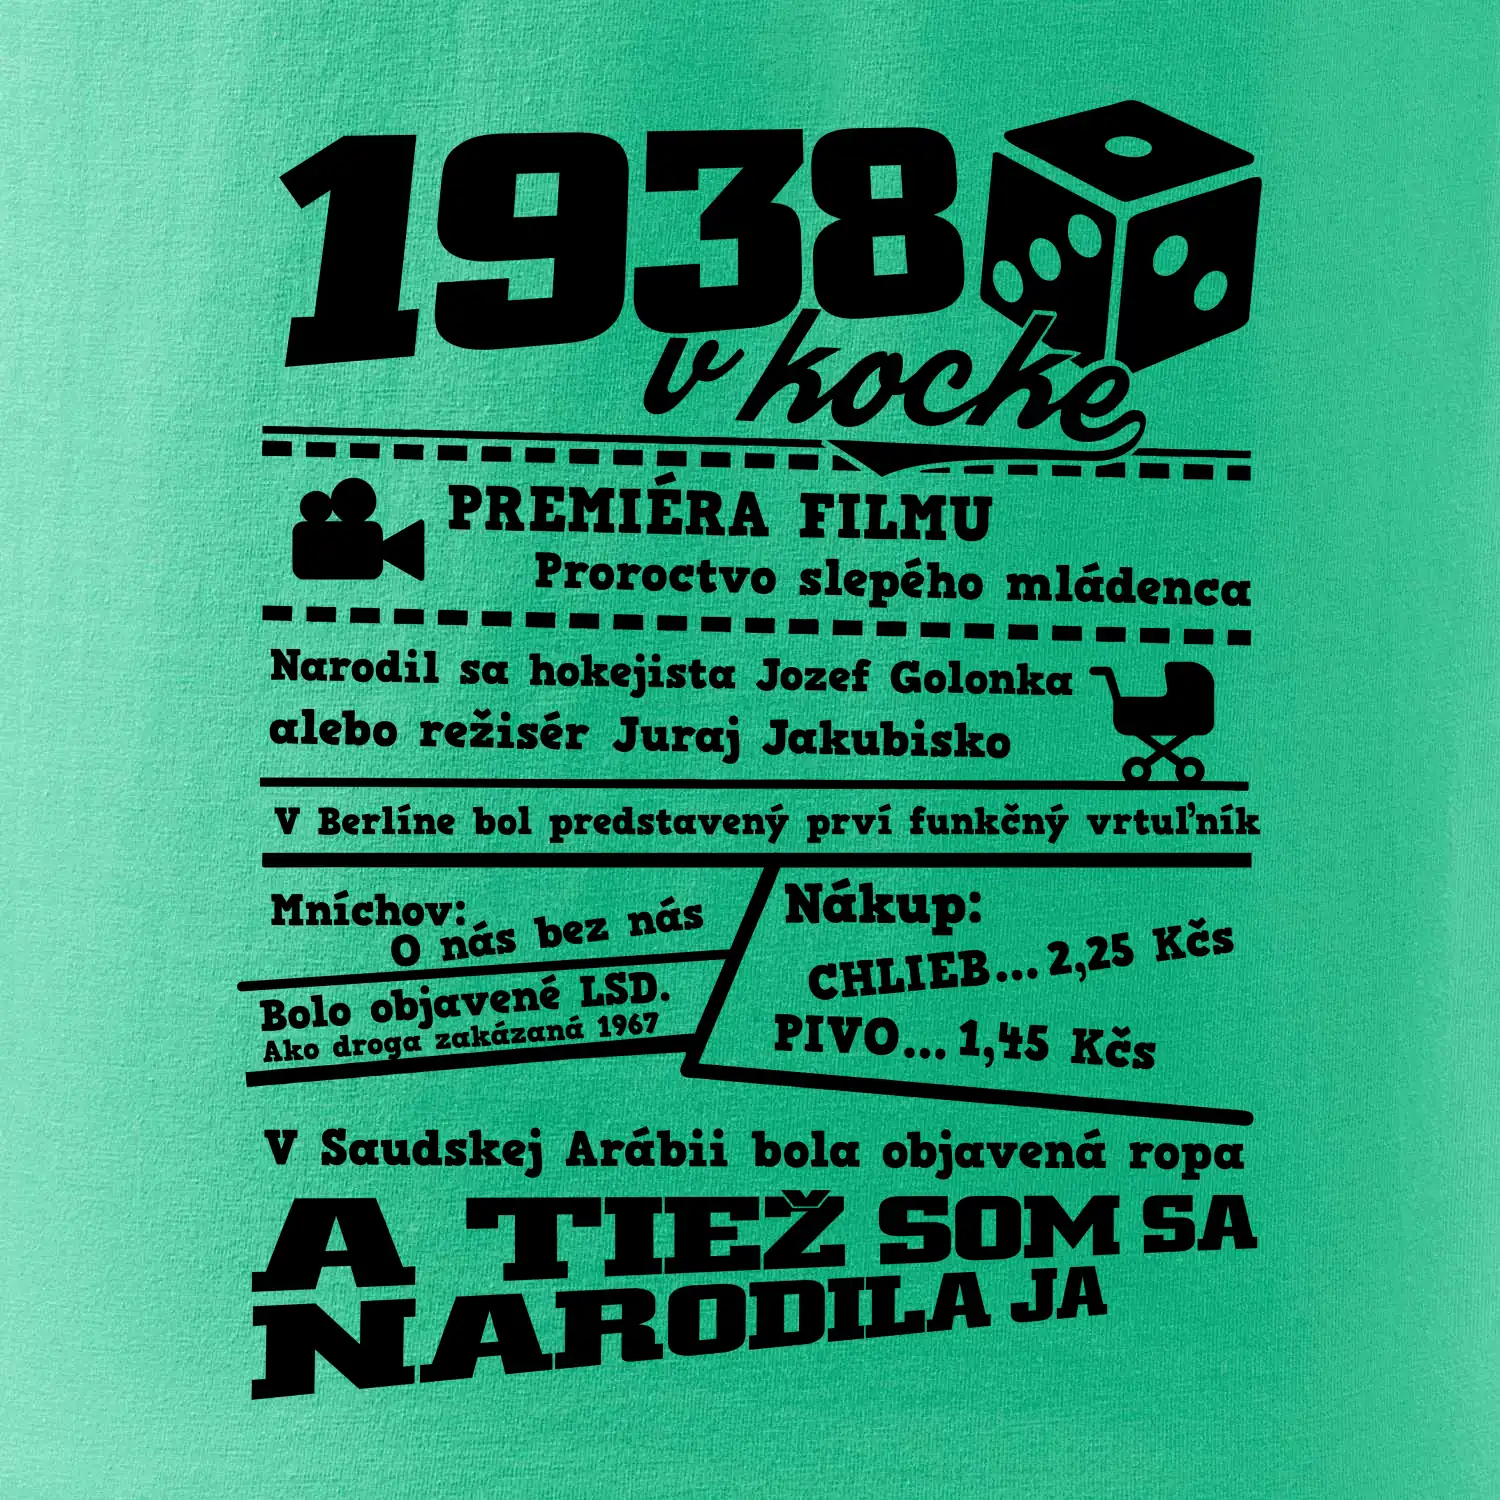 1938
v kocke
PREMIÉRA FILMU
Proroctvo slepého mládenca
Narodil sa hokejista Jozef Golonka
alebo režisér Juraj Jakubisko
V Berlíne bol predstavený prví funkčný vrtuľník
Mníchov:
O nás bez nás
Bolo objavené LSD.
Ako droga zakázaná 1967
Nákup:
CHLIEB...2,25 Kčs
PIVO...1,45 Kčs
V Saudskej Arábii bola objavená ropa
A TIEŽ SOM SA
NARODILA JA